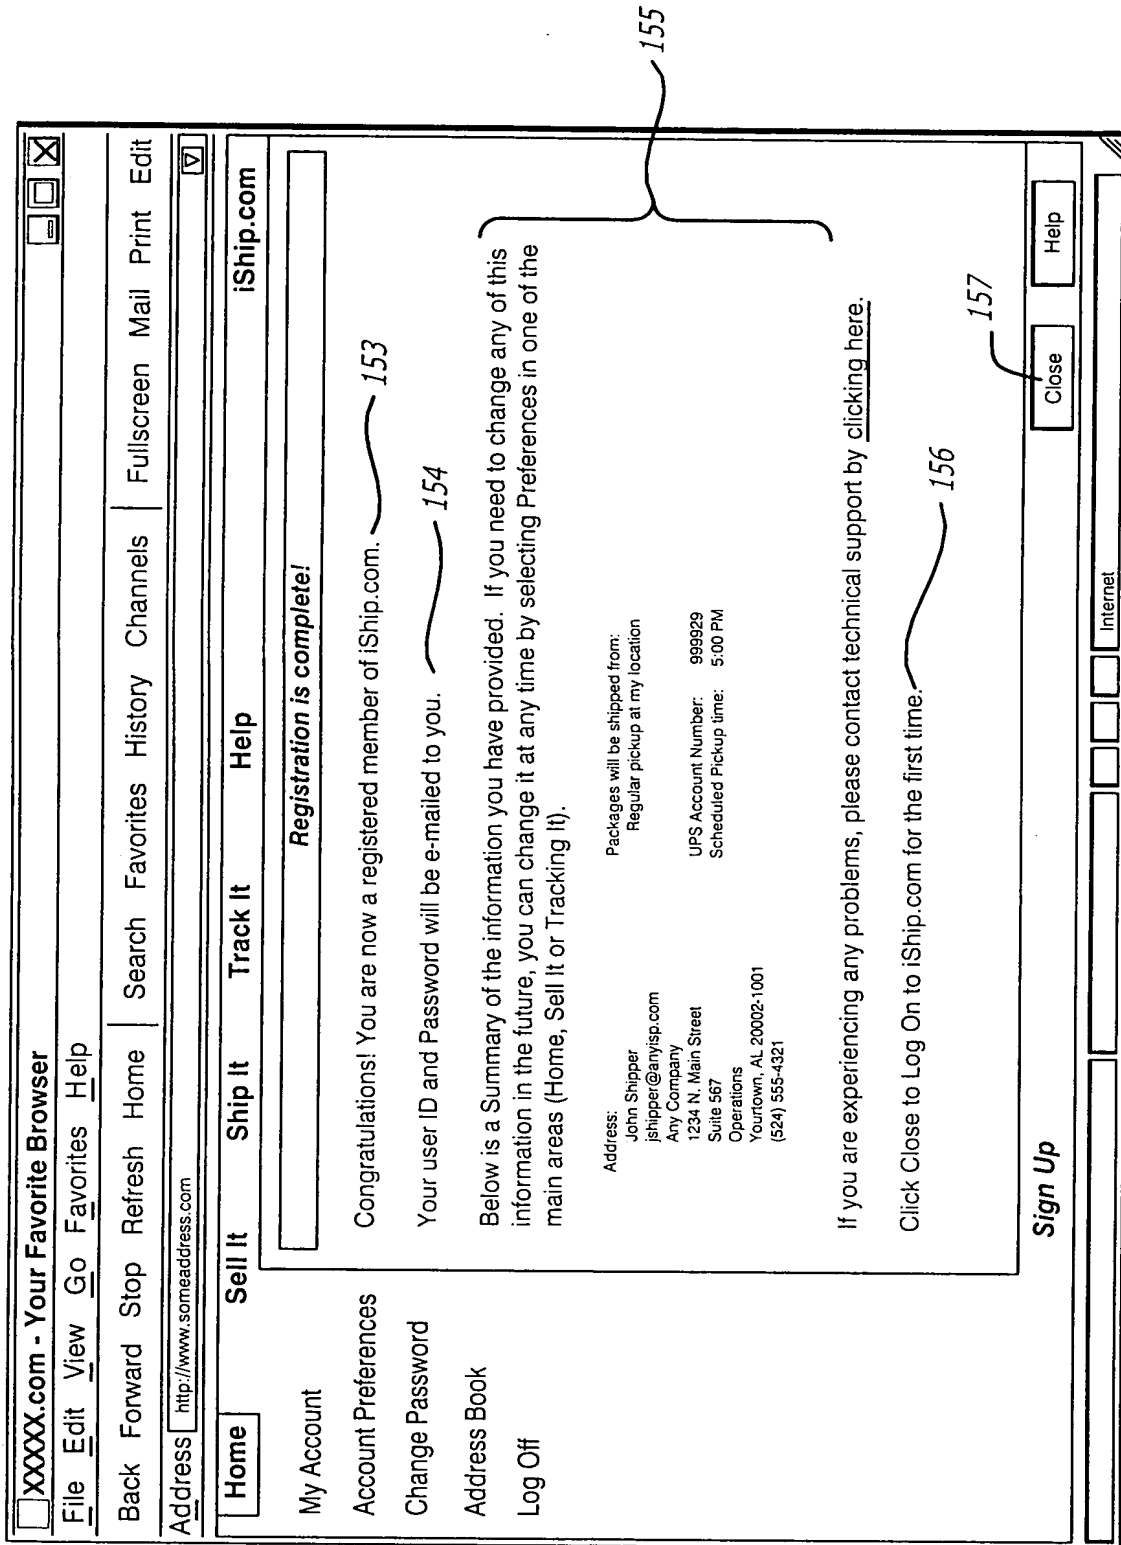 XXXXX.com - Your Favorite Browser
File Edit View Go Favorites Help
Back Forward Stop Refresh Home Search Favorites History Channels Fullscreen Mail Print Edit
Address http://www.someaddress.com
Home Sell It Ship It Track It Help iShip.com
My Account
Account Preferences
Change Password
Address Book
Log Off
Registration is complete!
Congratulations! You are now a registered member of iShip.com. 153
Your user ID and Password will be e-mailed to you. 154
Below is a Summary of the information you have provided. If you need to change any of this
information in the future, you can change it at any time by selecting Preferences in one of the
main areas (Home, Sell It or Tracking It).
155
Address:
John Shipper
jshipper@anyisp.com
Any Company
1234 N. Main Street
Suite 567
Operations
Yourtown, AL 20002-1001
(524) 555-4321
Packages will be shipped from:
Regular pickup at my location
UPS Account Number: 999929
Scheduled Pickup time: 5:00 PM
If you are experiencing any problems, please contact technical support by clicking here.
Click Close to Log On to iShip.com for the first time. 156
157
Sign Up Close Help
Internet